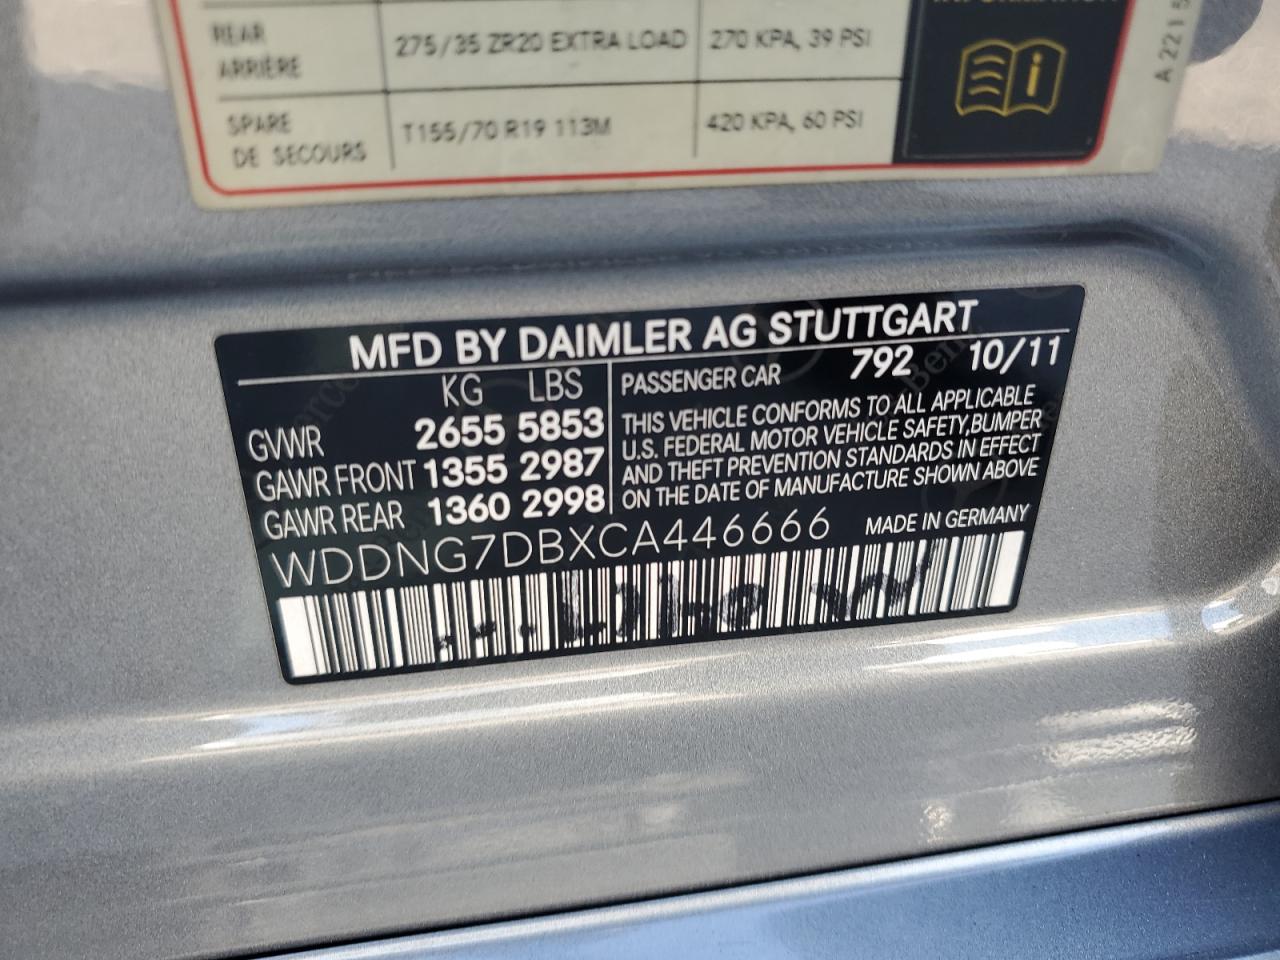 REAR 275/35 ZR20 EXTRA LOAD 270 KPA, 39 PSI
ARRIÈRE
SPARE T155/70 R19 113M 420 KPA, 60 PSI
DE SECOURS
A 221 5
MFD BY DAIMLER AG STUTTGART
792 10/11
KG LBS
GVWR 2655 5853
GAWR FRONT 1355 2987
GAWR REAR 1360 2998
PASSENGER CAR
THIS VEHICLE CONFORMS TO ALL APPLICABLE
U.S. FEDERAL MOTOR VEHICLE SAFETY,BUMPER
AND THEFT PREVENTION STANDARDS IN EFFECT
ON THE DATE OF MANUFACTURE SHOWN ABOVE
WDDNG7DBXCA446666 MADE IN GERMANY